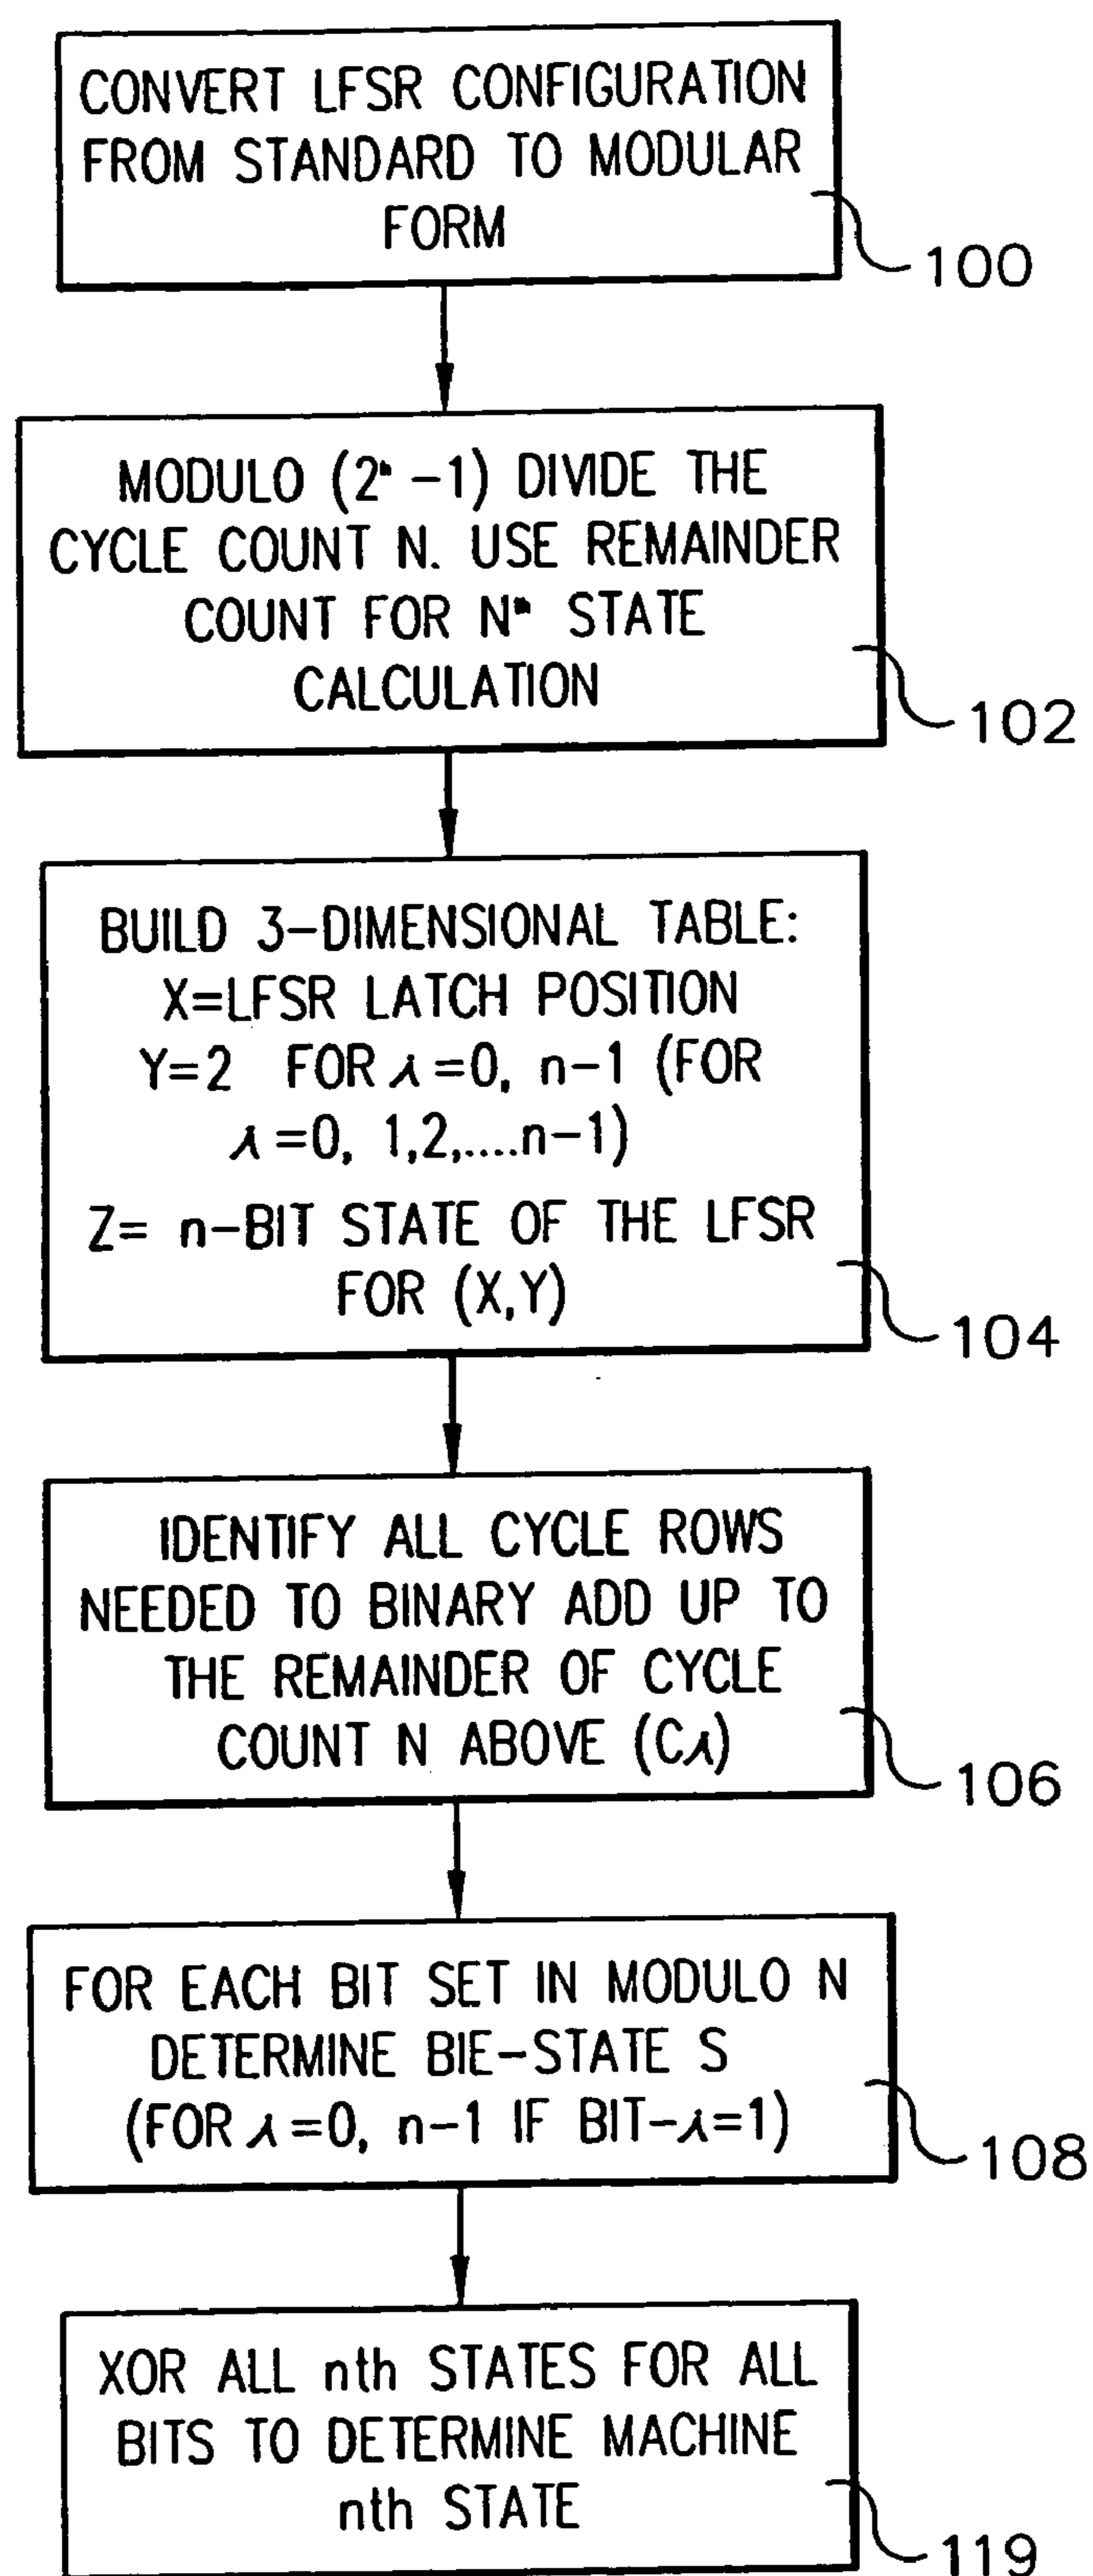 CONVERT LFSR CONFIGURATION
FROM STANDARD TO MODULAR
FORM
100
MODULO (2ⁿ -1) DIVIDE THE
CYCLE COUNT N. USE REMAINDER
COUNT FOR Nᵗʰ STATE
CALCULATION
102
BUILD 3-DIMENSIONAL TABLE:
X=LFSR LATCH POSITION
Y=2 FOR i =0, n-1 (FOR
i =0, 1,2,....n-1)
Z= n-BIT STATE OF THE LFSR
FOR (X,Y)
104
IDENTIFY ALL CYCLE ROWS
NEEDED TO BINARY ADD UP TO
THE REMAINDER OF CYCLE
COUNT N ABOVE (Ci)
106
FOR EACH BIT SET IN MODULO N
DETERMINE BIE-STATE S
(FOR i =0, n-1 IF BIT-i=1)
108
XOR ALL nth STATES FOR ALL
BITS TO DETERMINE MACHINE
nth STATE
119